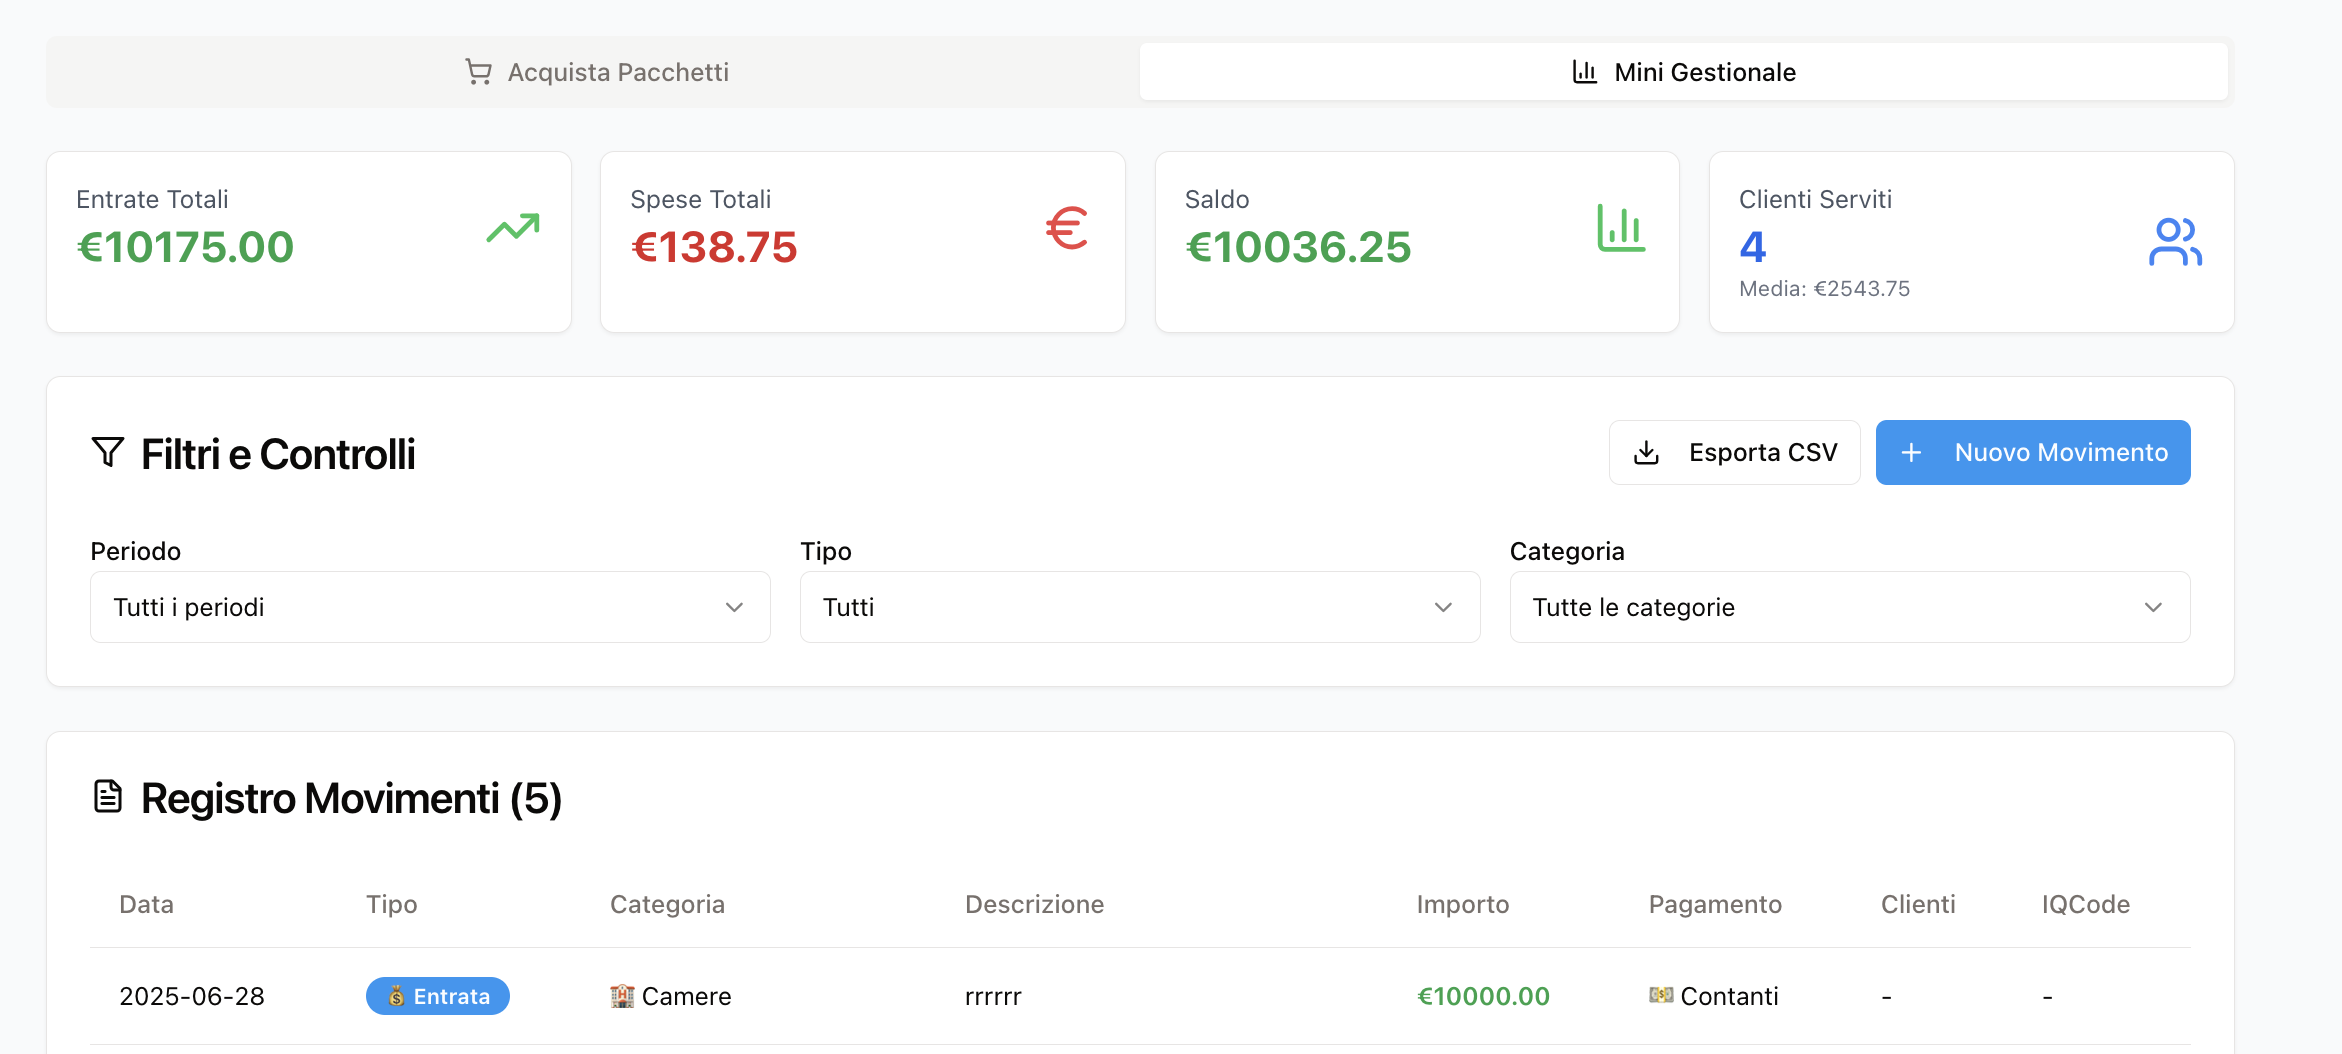 Acquista Pacchetti
Mini Gestionale
Entrate Totali
€10175.00
Spese Totali
€138.75
Saldo
€10036.25
Clienti Serviti
4
Media: €2543.75
Filtri e Controlli
Esporta CSV
+ Nuovo Movimento
Periodo
Tutti i periodi
Tipo
Tutti
Categoria
Tutte le categorie
Registro Movimenti (5)
Data Tipo Categoria Descrizione Importo Pagamento Clienti IQCode
2025-06-28 Entrata Camere rrrrrr €10000.00 Contanti - -